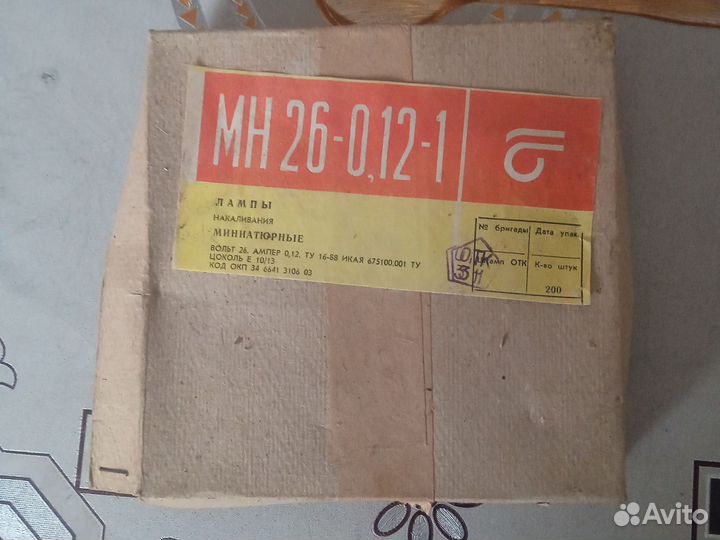 МН 26-0,12-1
ЛАМПЫ
НАКАЛИВАНИЯ
МИНИАТЮРНЫЕ
ВОЛЬТ 26. АМПЕР 0,12. ТУ 16-88 ИКАЯ 675100.001 ТУ
ЦОКОЛЬ Е 10/13
КОД ОКП 34 6641 3106 03
№ бригады Дата упак.
Штамп ОТК К-во штук
200
Avito